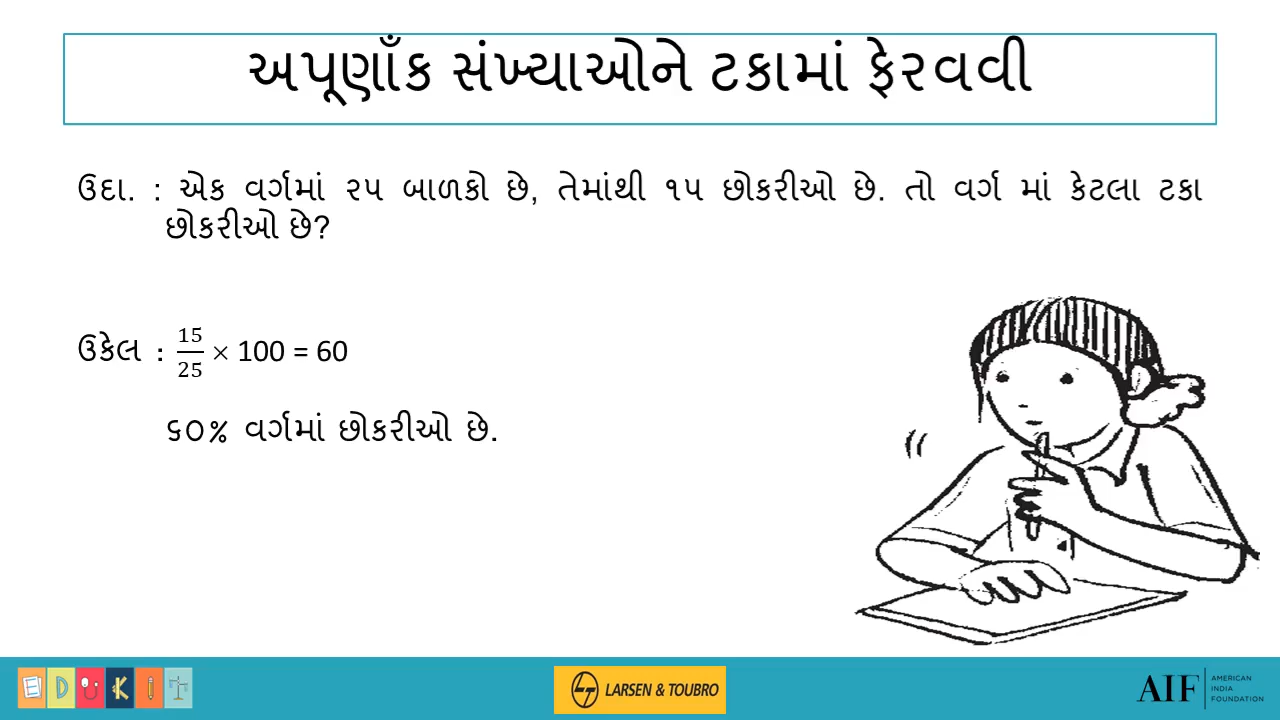 અપૂર્ણાઁક સંખ્યાઓને ટકામાં ફેરવવી
ઉદા. : એક વર્ગમાં ૨૫ બાળકો છે, તેમાંથી ૧૫ છોકરીઓ છે. તો વર્ગ માં કેટલા ટકા
છોકરીઓ છે?
ઉકેલ : 15/25 × 100 = 60
૬૦% વર્ગમાં છોકરીઓ છે.
EDUKIT
LARSEN & TOUBRO
AIF AMERICAN
INDIA
FOUNDATION